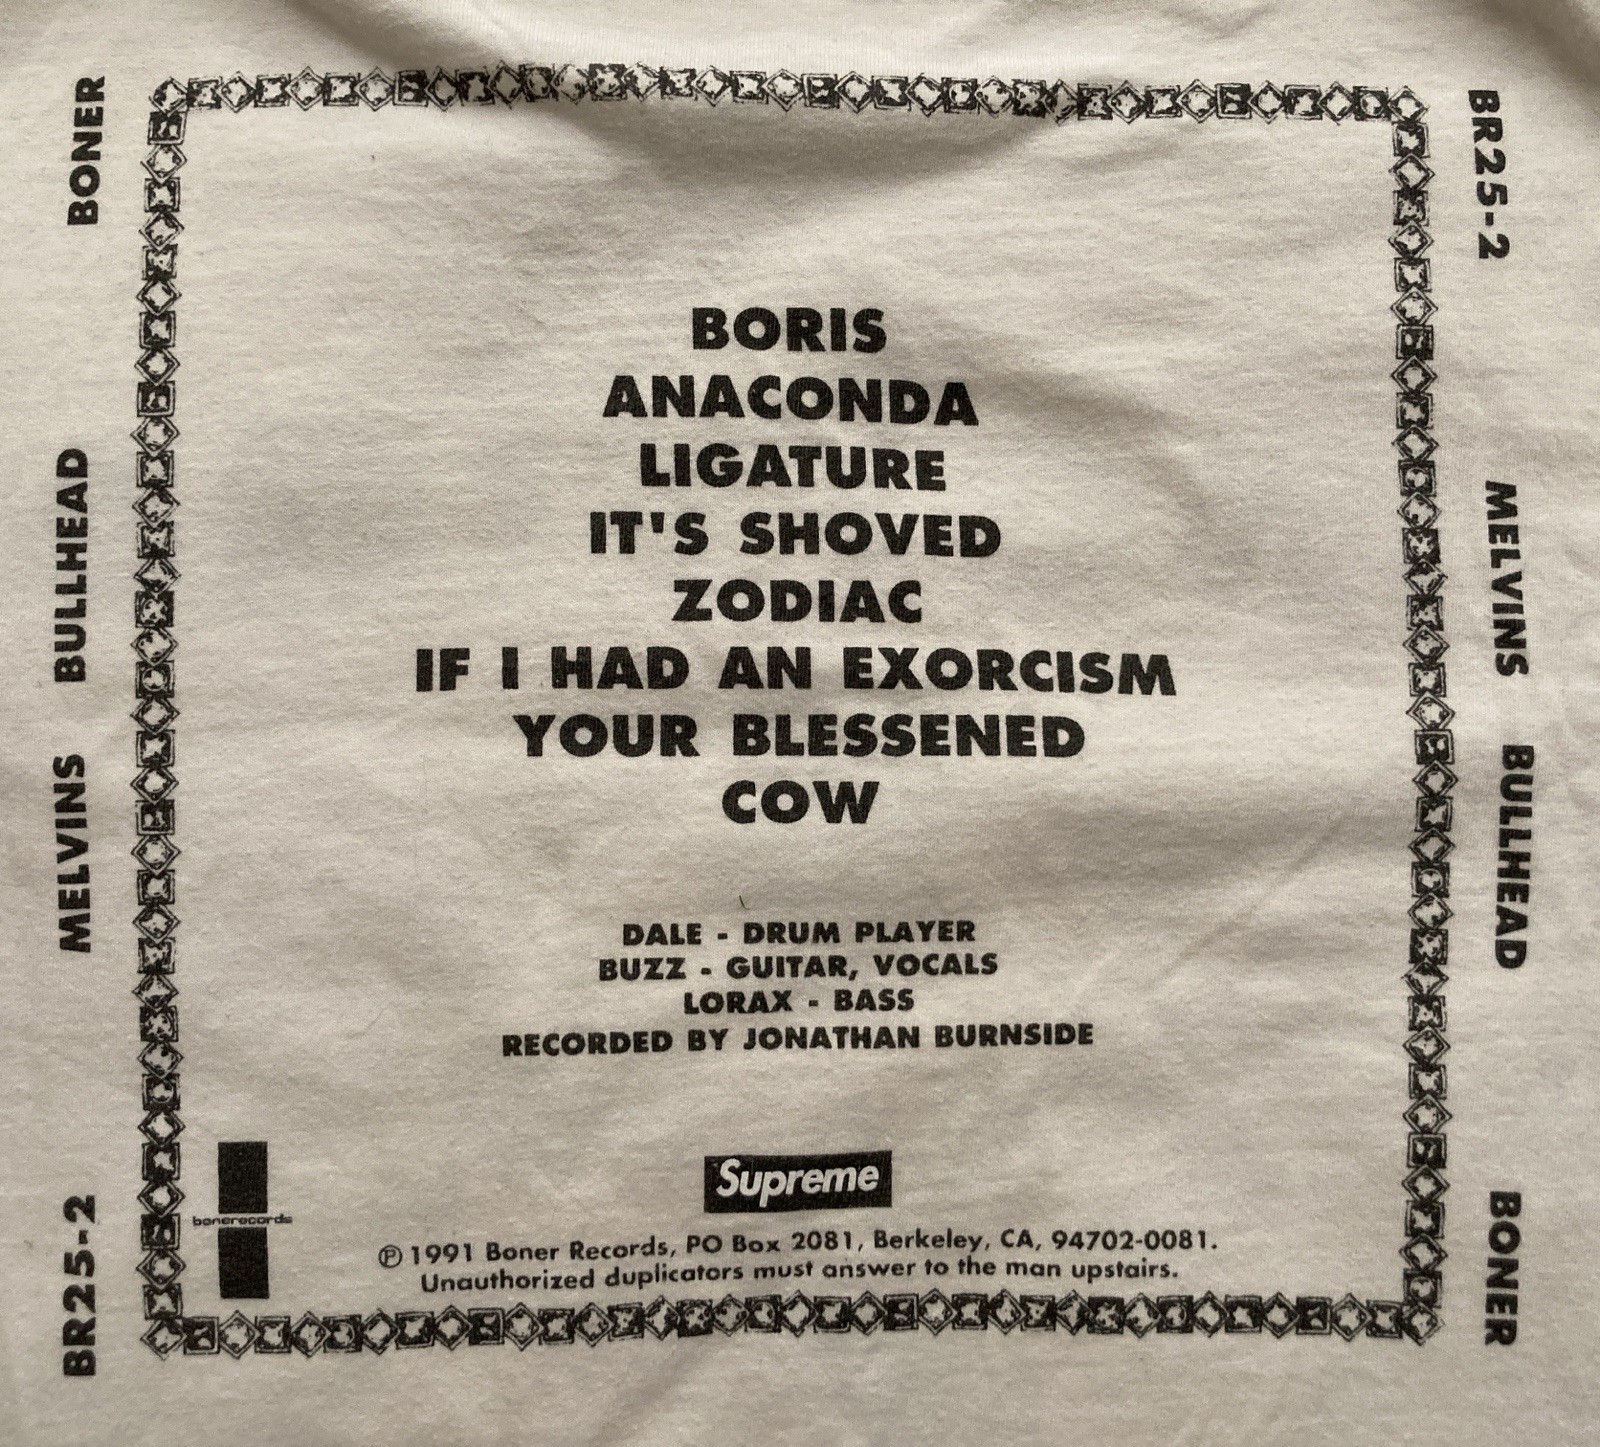 BONER
BULLHEAD
MELVINS
BR25-2
BORIS
ANACONDA
LIGATURE
IT'S SHOVED
ZODIAC
IF I HAD AN EXORCISM
YOUR BLESSENED
COW
DALE - DRUM PLAYER
BUZZ - GUITAR, VOCALS
LORAX - BASS
RECORDED BY JONATHAN BURNSIDE
Supreme
bonerecords
℗ 1991 Boner Records, PO Box 2081, Berkeley, CA, 94702-0081.
Unauthorized duplicators must answer to the man upstairs.
BR25-2
MELVINS
BULLHEAD
BONER